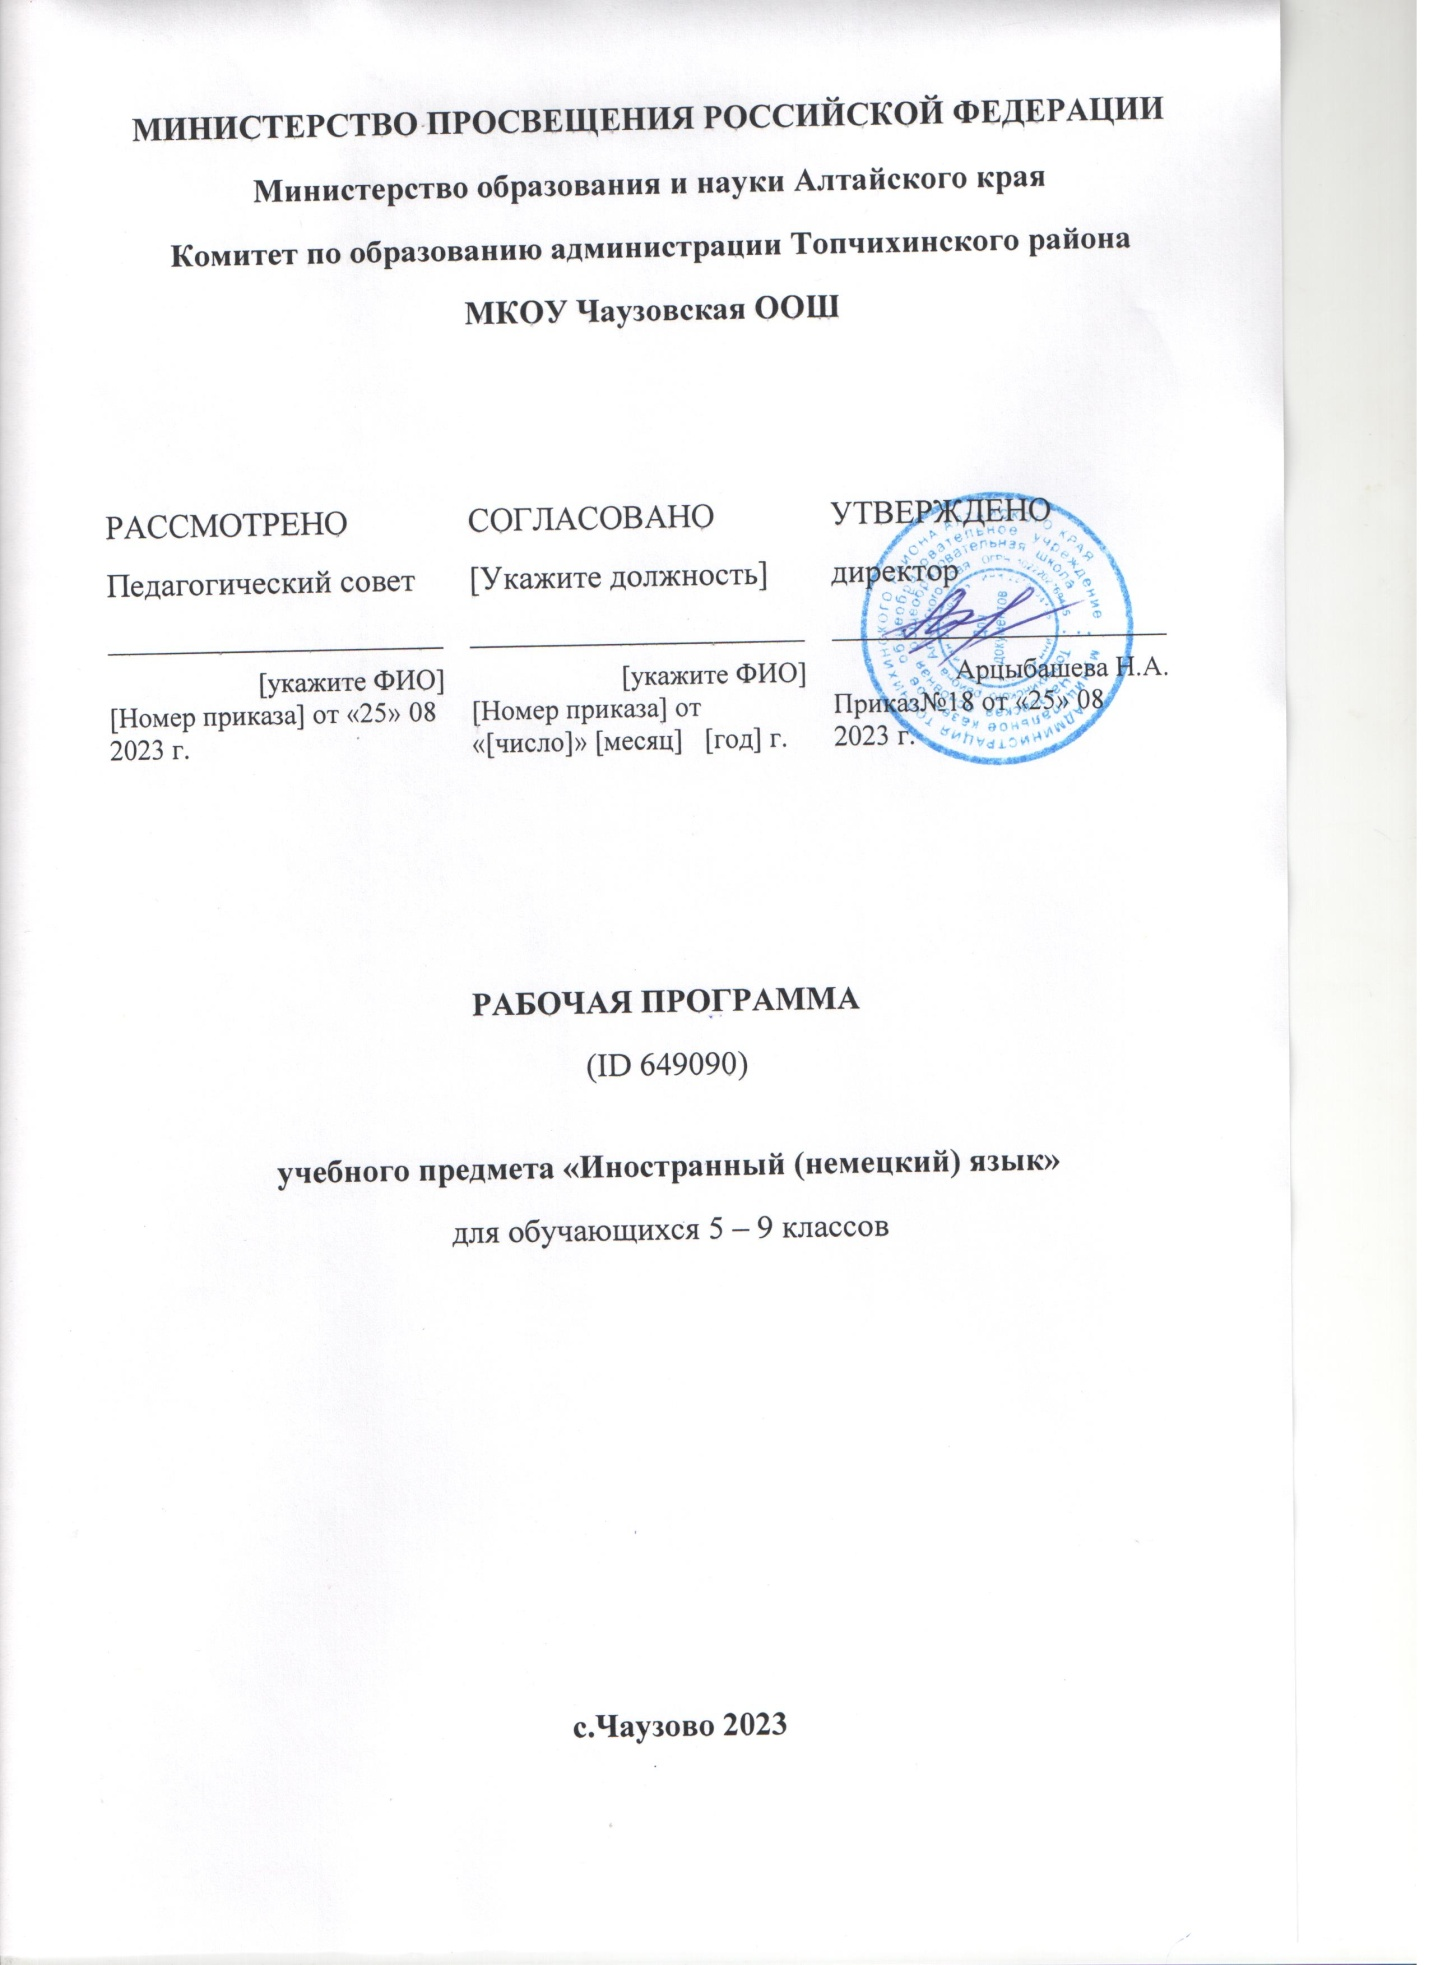 МИНИСТЕРСТВО ПРОСВЕЩЕНИЯ РОССИЙСКОЙ ФЕДЕРАЦИИ
Министерство образования и науки Алтайского края
Комитет по образованию администрации Топчихинского района
МКОУ Чаузовская ООШ
РАССМОТРЕНО
Педагогический совет
[укажите ФИО]
[Номер приказа] от «25» 08
2023 г.
СОГЛАСОВАНО
[Укажите должность]
[укажите ФИО]
[Номер приказа] от
«[число]» [месяц] [год] г.
УТВЕРЖДЕНО
директор
Арцыбашева Н.А.
Приказ№18 от «25» 08
2023 г.
РАБОЧАЯ ПРОГРАММА
(ID 649090)
учебного предмета «Иностранный (немецкий) язык»
для обучающихся 5 – 9 классов
с.Чаузово 2023